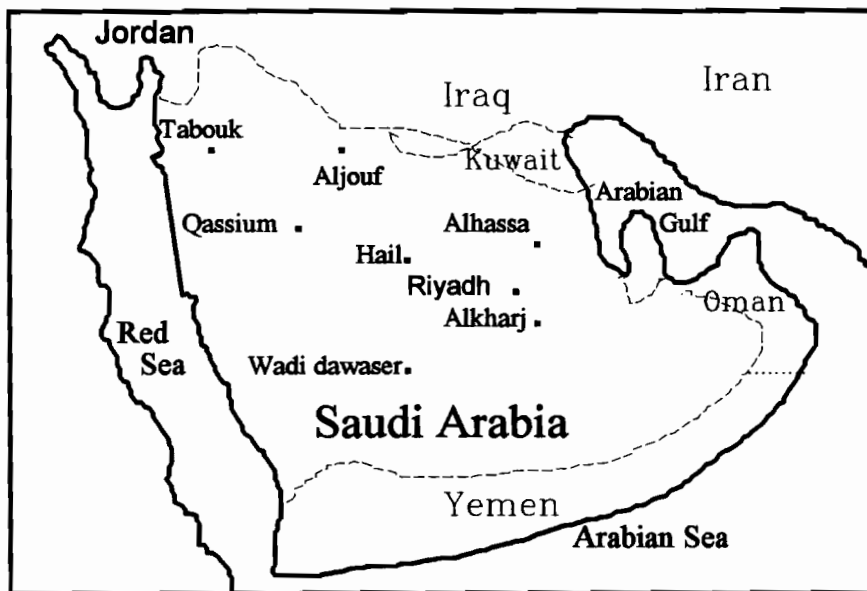 Jordan
Iran
Iraq
Tabouk
Kuwait
Aljouf
Arabian
Gulf
Qassium
Alhassa
Hail
Riyadh
Oman
Alkharj
Red
Sea
Wadi dawaser
Saudi Arabia
Yemen
Arabian Sea